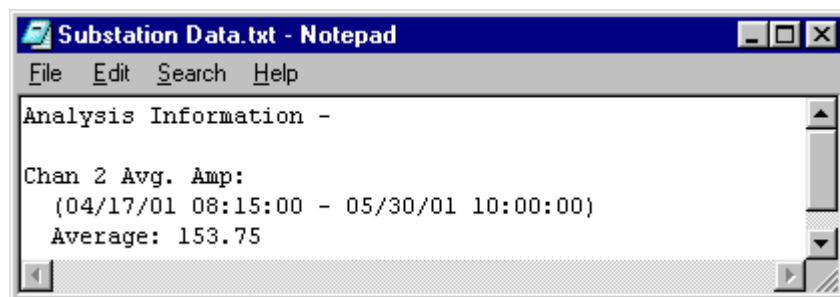 Substation Data.txt - Notepad
File Edit Search Help
Analysis Information -
Chan 2 Avg. Amp:
(04/17/01 08:15:00 - 05/30/01 10:00:00)
Average: 153.75